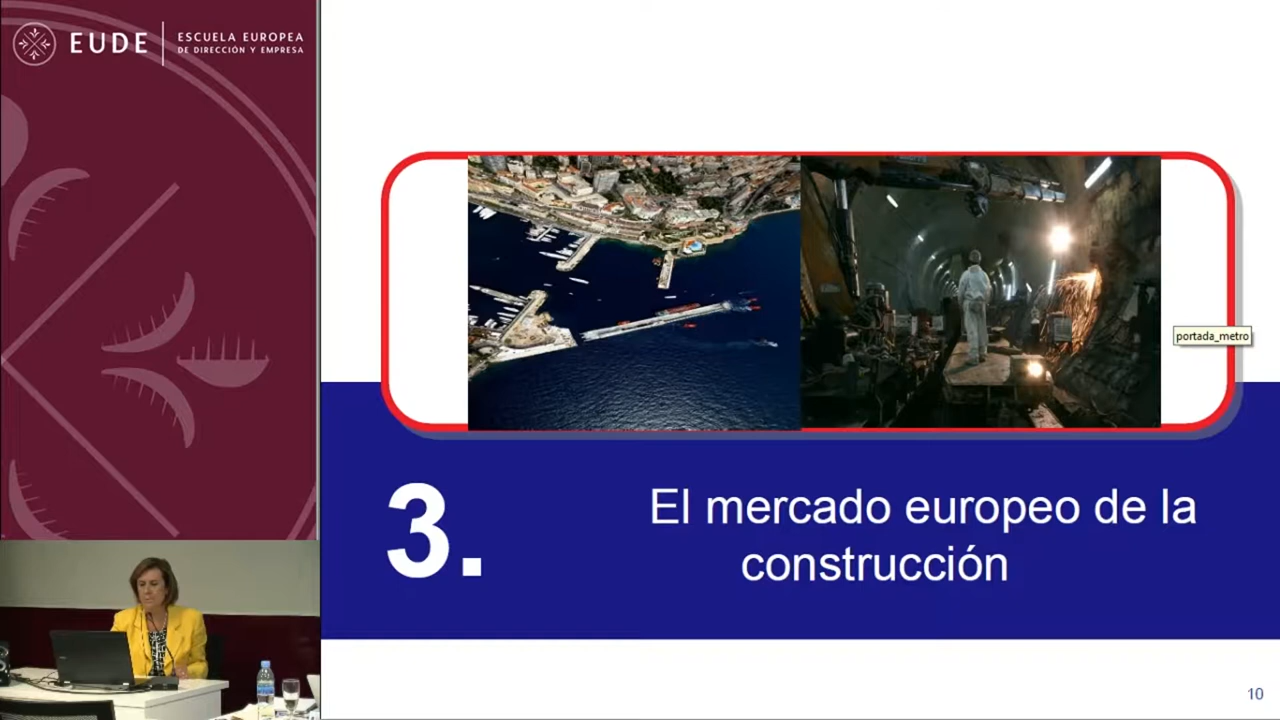 EUDE
ESCUELA EUROPEA
DE DIRECCIÓN Y EMPRESA
portada_metro
3.
El mercado europeo de la
construcción
10